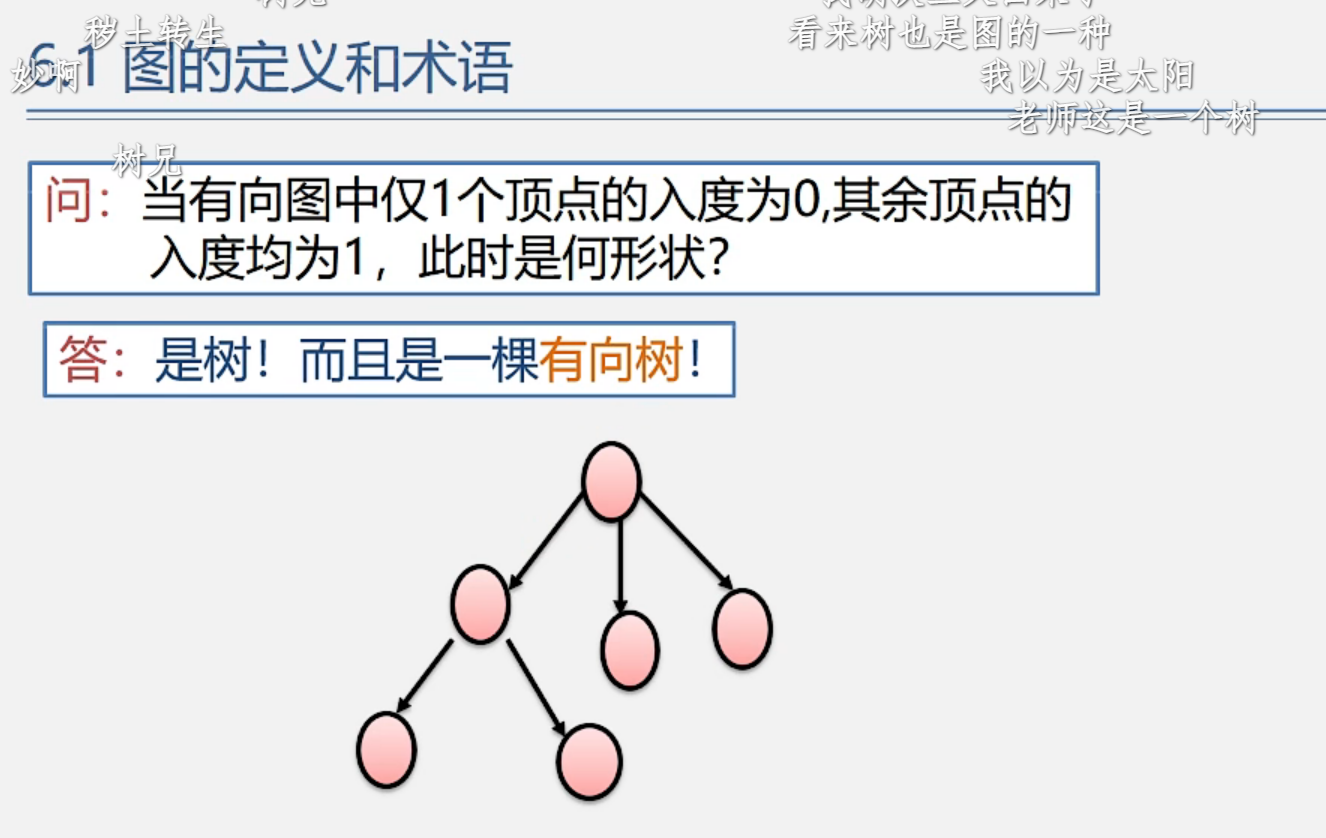 秽土转生
看来树也是图的一种
6.1 图的定义和术语
妙啊
我以为是太阳
老师这是一个树
树兄
问：当有向图中仅1个顶点的入度为0,其余顶点的
入度均为1，此时是何形状？
答：是树！而且是一棵有向树！